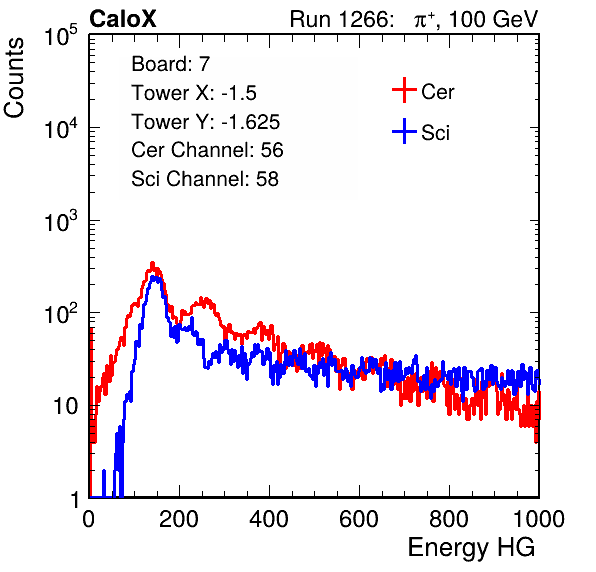 CaloX Run 1266: π⁺, 100 GeV
Counts
Board: 7
Tower X: -1.5
Tower Y: -1.625
Cer Channel: 56
Sci Channel: 58
Cer
Sci
10⁵
10⁴
10³
10²
10
1
0 200 400 600 800 1000
Energy HG